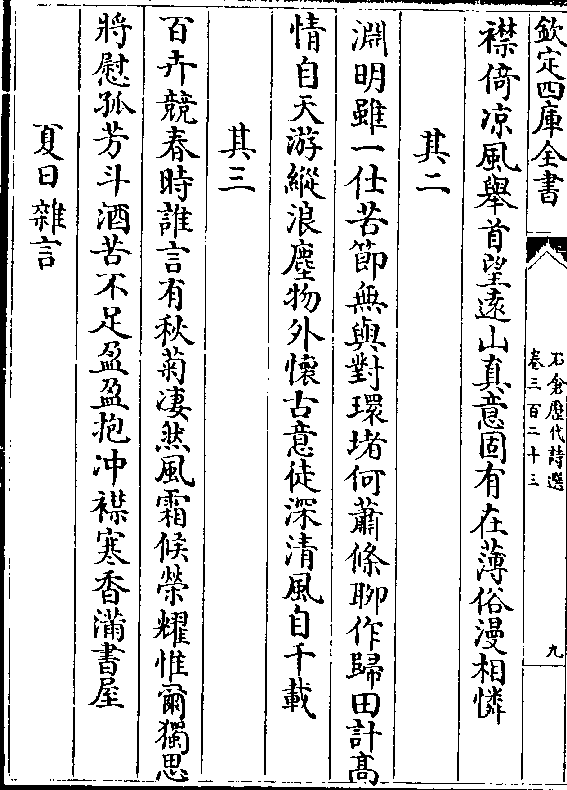 欽定四庫全書
石倉歷代詩選
卷三百二十三
九
襟倚凉風舉首望遠山真意固有在薄俗漫相憐
其二
淵明雖一仕苦節無與對環堵何蕭條聊作歸田計高
情自天游縱浪塵物外懷古意徒深清風自千載
其三
百卉競春時誰言有秋菊淒然風霜候榮耀惟爾獨思
將慰孤芳斗酒苦不足盈盈抱冲襟寒香滿書屋
夏日雜言